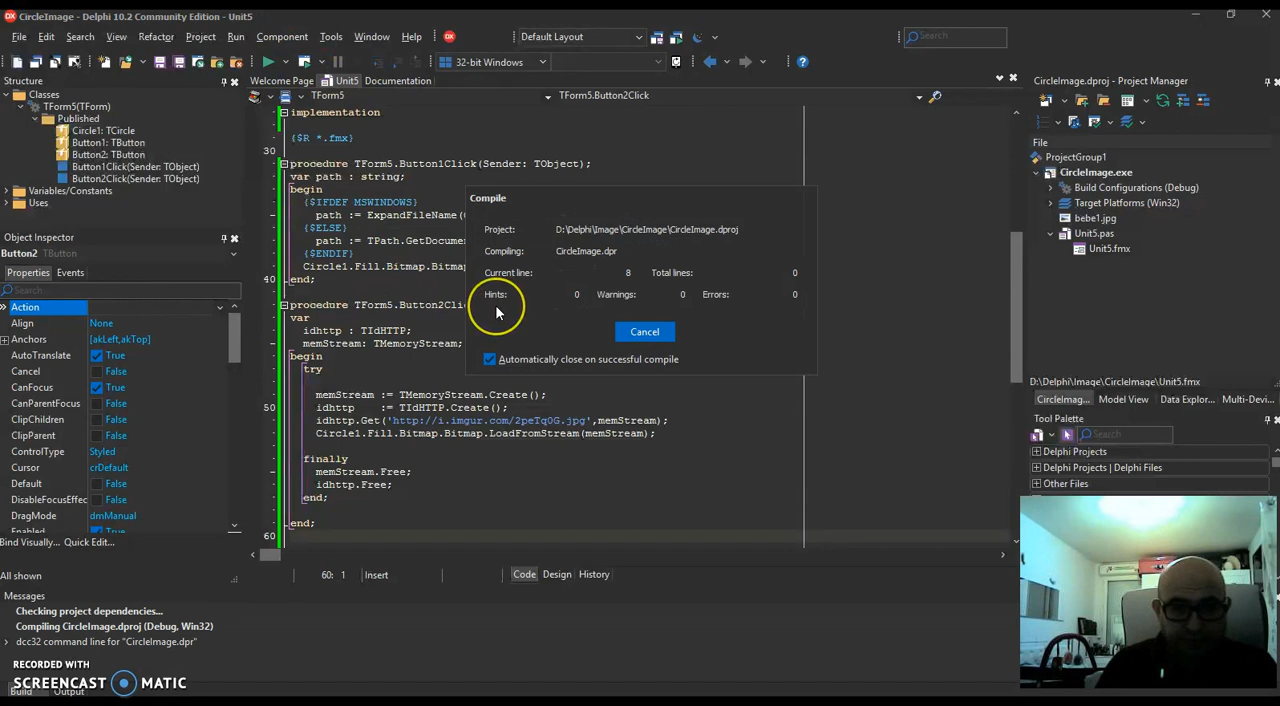 CircleImage - Delphi 10.2 Community Edition - Unit5
File Edit Search View Refactor Project Run Component Tools Window Help
Default Layout
Search
32-bit Windows
Structure
Classes
TForm5(TForm)
Published
Circle1: TCircle
Button1: TButton
Button2: TButton
Button1Click(Sender: TObject)
Button2Click(Sender: TObject)
Variables/Constants
Uses
Object Inspector
Button2 TButton
Properties Events
Search
Action
Align None
Anchors [akLeft,akTop]
AutoTranslate True
Cancel False
CanFocus True
CanParentFocus False
ClipChildren False
ClipParent False
ControlType Styled
Cursor crDefault
Default False
DisableFocusEffec False
DragMode dmManual
Enabled True
Bind Visually... Quick Edit...
All shown
Welcome Page Unit5 Documentation
TForm5 TForm5.Button2Click
implementation
{$R *.fmx}
30
procedure TForm5.Button1Click(Sender: TObject);
var path : string;
begin
{$IFDEF MSWINDOWS}
path := ExpandFileName(
{$ELSE}
path := TPath.GetDocume
{$ENDIF}
Circle1.Fill.Bitmap.Bitma
40 end;
procedure TForm5.Button2Clic
var
idhttp : TIdHTTP;
memStream: TMemoryStream;
begin
try
memStream := TMemoryStream.Create();
50 idhttp := TIdHTTP.Create();
idhttp.Get('http://i.imgur.com/2peTqOG.jpg',memStream);
Circle1.Fill.Bitmap.Bitmap.LoadFromStream(memStream);
finally
memStream.Free;
idhttp.Free;
end;
end;
60
60: 1 Insert Code Design History
Compile
Project: D:\Delphi\Image\CircleImage\CircleImage.dproj
Compiling: CircleImage.dpr
Current line: 8 Total lines: 0
Hints: 0 Warnings: 0 Errors: 0
Cancel
Automatically close on successful compile
CircleImage.dproj - Project Manager
File
ProjectGroup1
CircleImage.exe
Build Configurations (Debug)
Target Platforms (Win32)
bebe1.jpg
Unit5.pas
Unit5.fmx
D:\Delphi\Image\CircleImage\Unit5.fmx
CircleImag... Model View Data Explor... Multi-Devi...
Tool Palette
Search
Delphi Projects
Delphi Projects | Delphi Files
Other Files
Messages
Checking project dependencies...
Compiling CircleImage.dproj (Debug, Win32)
dcc32 command line for "CircleImage.dpr"
Build Output
RECORDED WITH
SCREENCAST MATIC